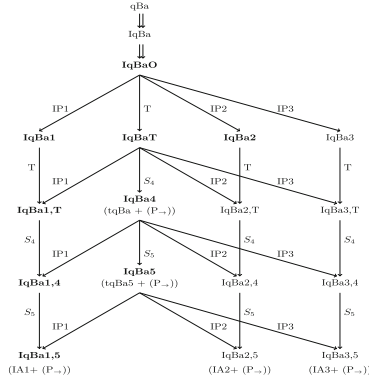 qBa
IqBa
IqBaO
IP1 T IP2 IP3
IqBa1 IqBaT IqBa2 IqBa3
T S₄ T T
IP1 IP2 IP3
IqBa4
IqBa1,T (tqBa + (P→)) IqBa2,T IqBa3,T
S₄ S₅ S₄ S₄
IP1 IP2 IP3
IqBa5
IqBa1,4 (tqBa5 + (P→)) IqBa2,4 IqBa3,4
S₅ S₅ S₅
IP1 IP2 IP3
IqBa1,5 IqBa2,5 IqBa3,5
(IA1+ (P→)) (IA2+ (P→)) (IA3+ (P→))